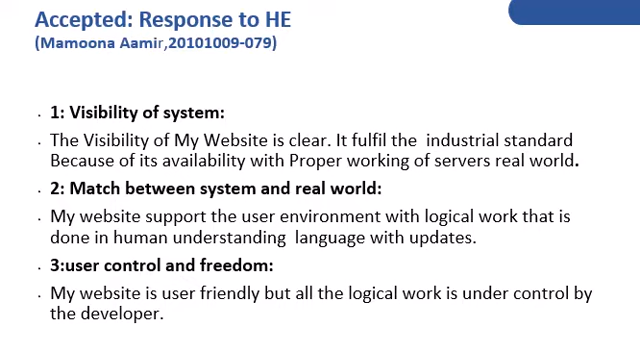 Accepted: Response to HE
(Mamoona Aamir,20101009-079)
· 1: Visibility of system:
· The Visibility of My Website is clear. It fulfil the industrial standard
Because of its availability with Proper working of servers real world.
· 2: Match between system and real world:
· My website support the user environment with logical work that is
done in human understanding language with updates.
· 3:user control and freedom:
· My website is user friendly but all the logical work is under control by
the developer.